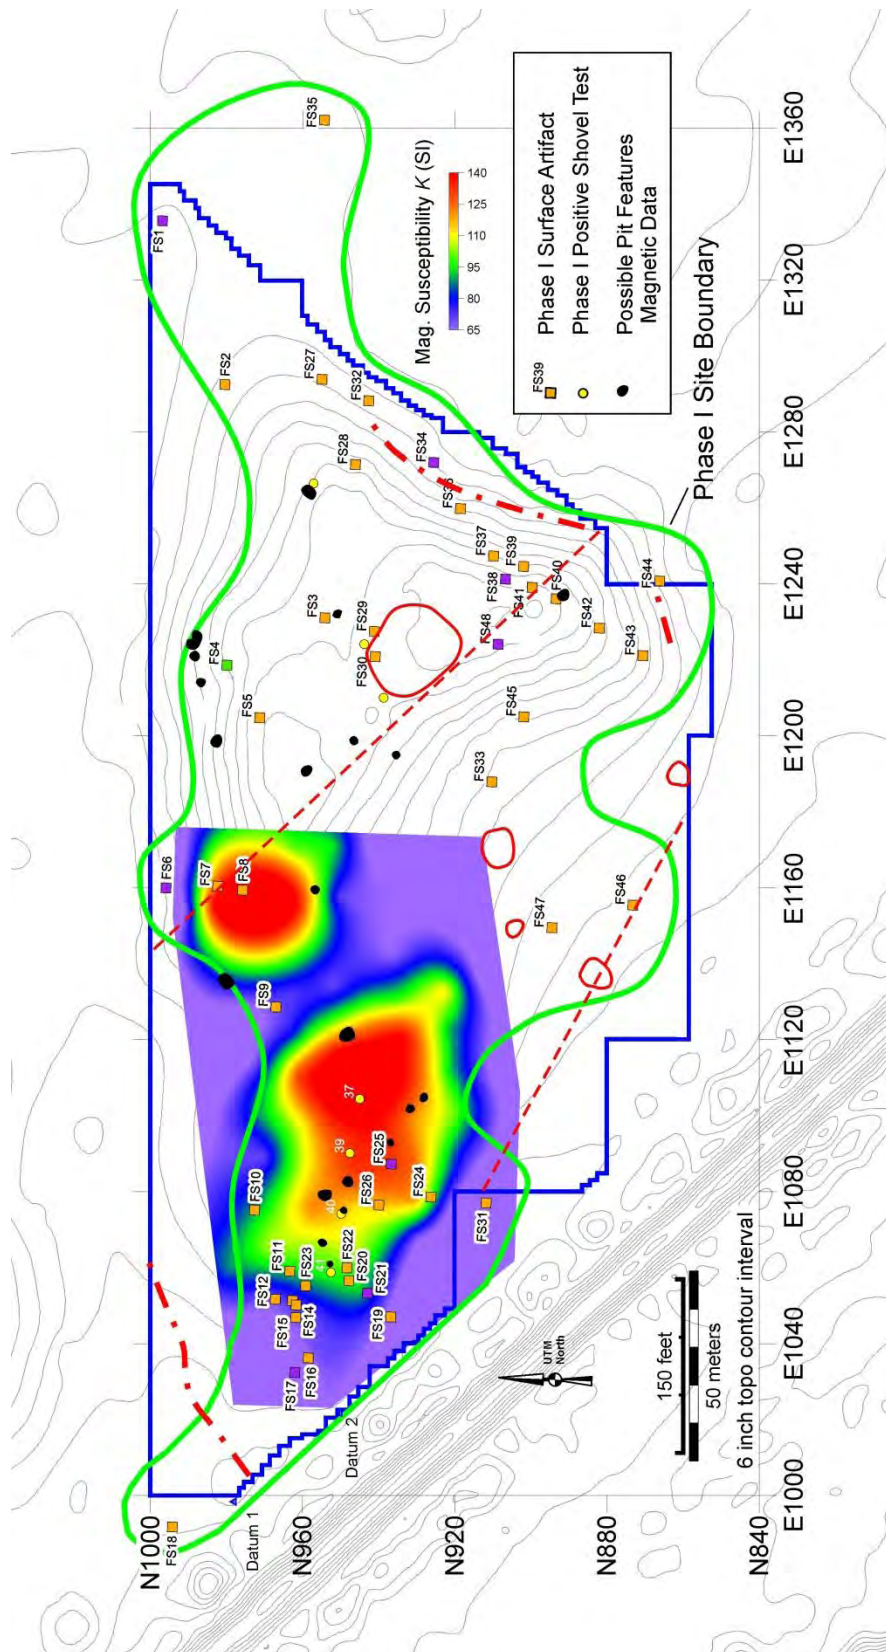 FS35
FS1
FS2
FS27
FS32
FS28
FS34
FS37
FS39
FS38
FS40
FS41
FS3
FS29
FS4
FS30
FS48
FS42
FS44
FS43
FS5
FS45
FS33
FS6
FS7
FS8
FS47
FS46
FS9
37
39
FS25
FS10
FS26
FS24
FS31
40
FS11
FS23
FS22
FS12
FS20
FS21
FS15
FS14
FS19
FS16
FS17
FS18
Datum 1
Datum 2
Mag. Susceptibility K (SI)
65 80 95 110 125 140
FS39
Phase I Surface Artifact
Phase I Positive Shovel Test
Possible Pit Features
Magnetic Data
Phase I Site Boundary
UTM
North
150 feet
50 meters
6 inch topo contour interval
N1000
N960
N920
N880
N840
E1000
E1040
E1080
E1120
E1160
E1200
E1240
E1280
E1320
E1360